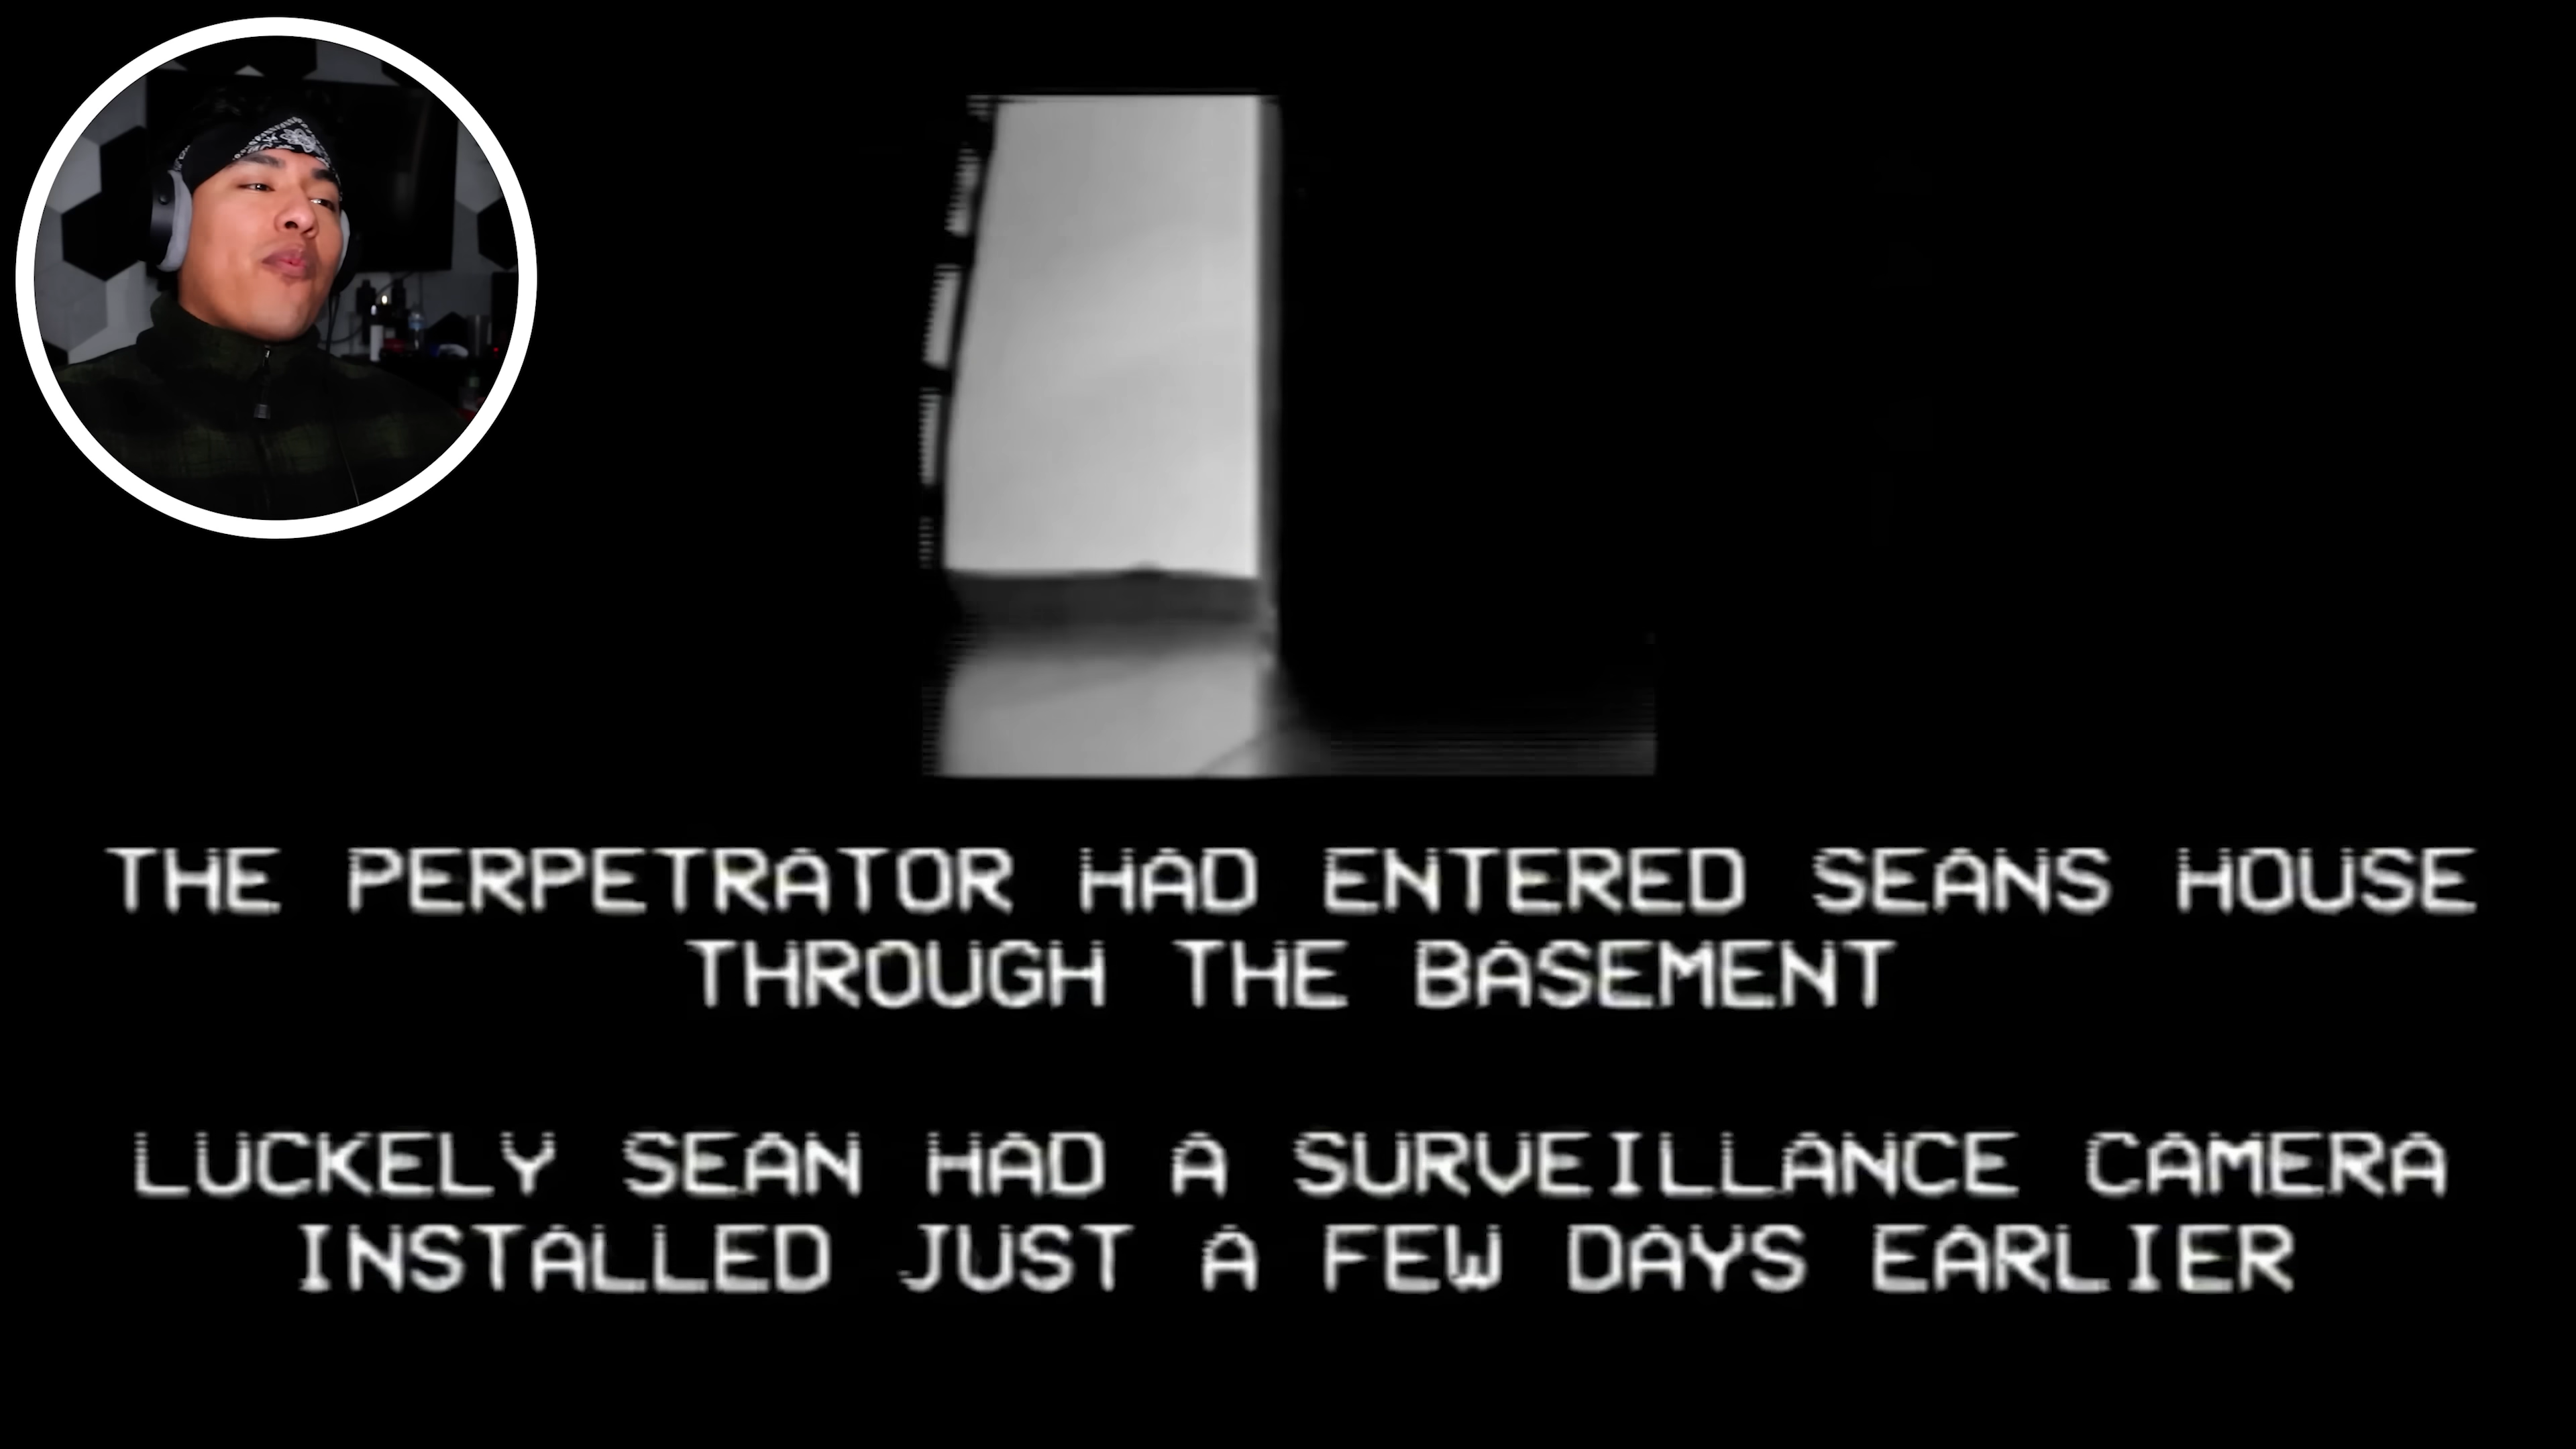 THE PERPETRATOR HAD ENTERED SEANS HOUSE
THROUGH THE BASEMENT
LUCKELY SEAN HAD A SURVEILLANCE CAMERA
INSTALLED JUST A FEW DAYS EARLIER